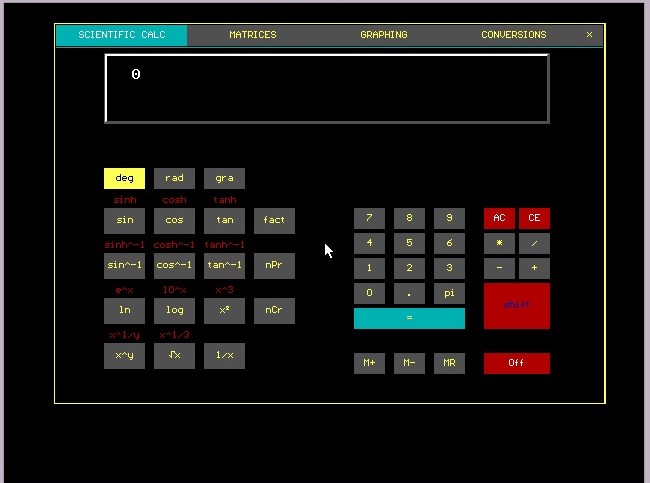 SCIENTIFIC CALC MATRICES GRAPHING CONVERSIONS ×
0
deg rad gra
sinh cosh tanh
sin cos tan fact 7 8 9 AC CE
sinh^-1 cosh^-1 tanh^-1 4 5 6 * /
sin^-1 cos^-1 tan^-1 nPr 1 2 3 - +
e^x 10^x x^3 0 . pi shift
ln log x² nCr =
x^1/y x^1/3
x^y √x 1/x M+ M- MR Off